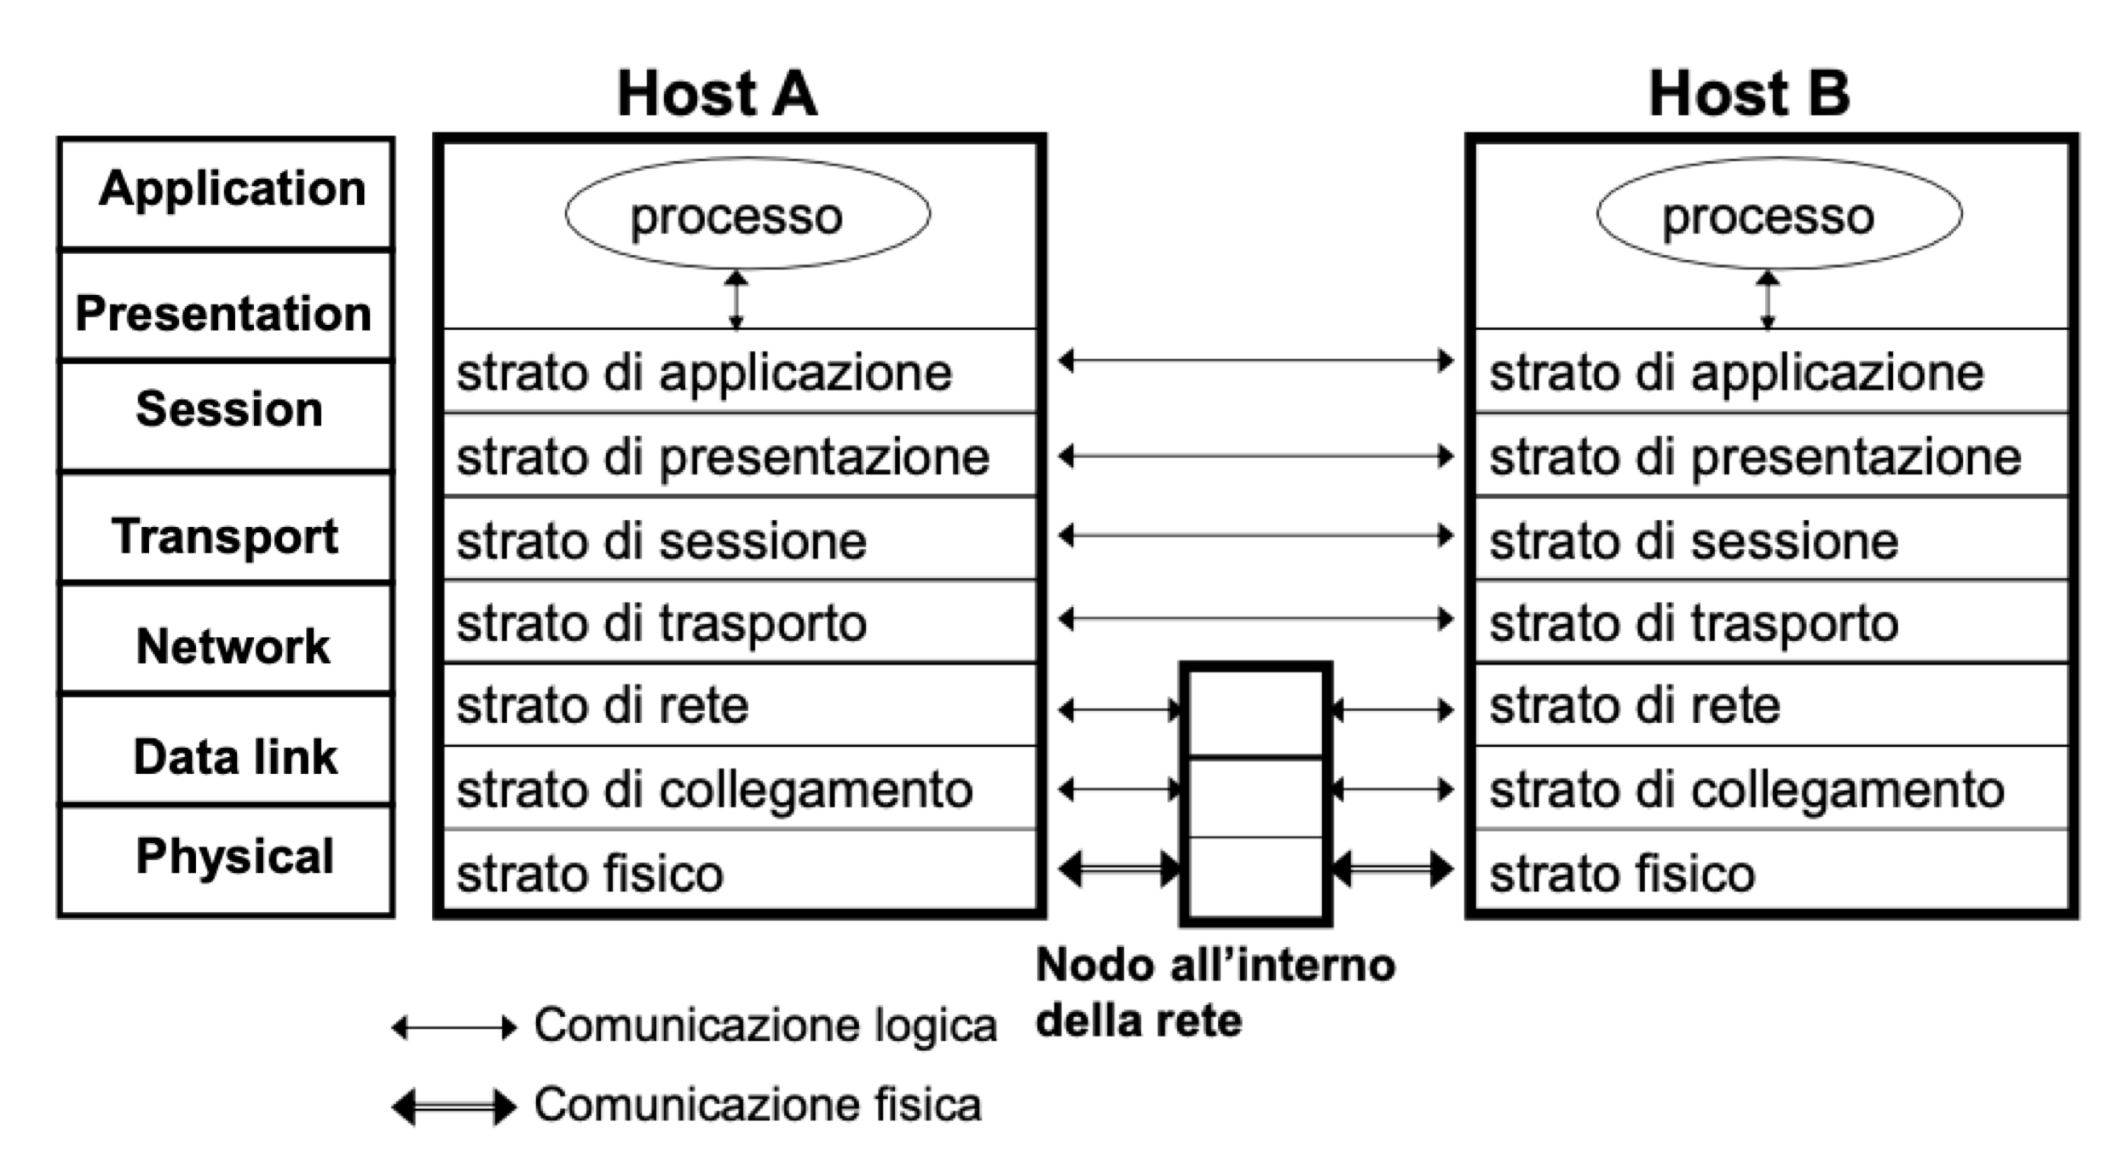 Host A
Host B
Application
Presentation
Session
Transport
Network
Data link
Physical
processo
strato di applicazione
strato di presentazione
strato di sessione
strato di trasporto
strato di rete
strato di collegamento
strato fisico
processo
strato di applicazione
strato di presentazione
strato di sessione
strato di trasporto
strato di rete
strato di collegamento
strato fisico
Nodo all’interno
della rete
Comunicazione logica
Comunicazione fisica